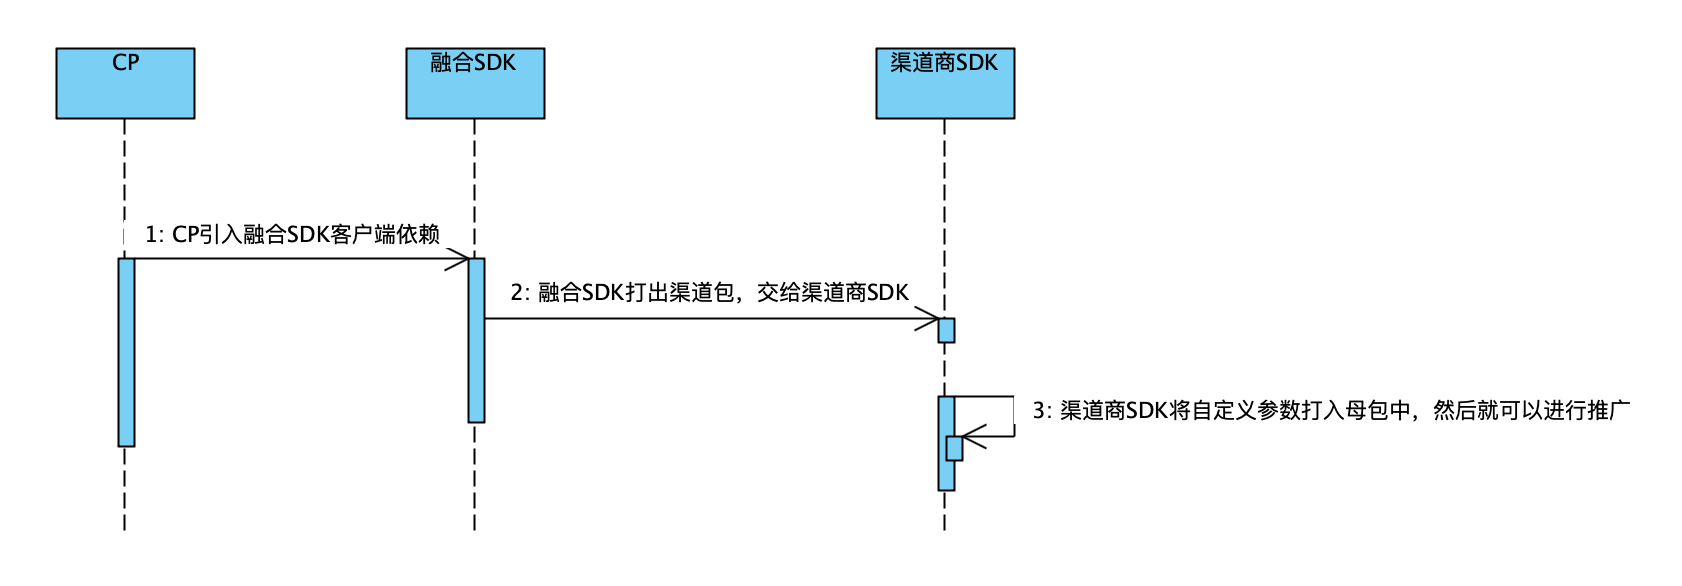 CP
融合SDK
渠道商SDK
1: CP引入融合SDK客户端依赖
2: 融合SDK打出渠道包，交给渠道商SDK
3: 渠道商SDK将自定义参数打入母包中，然后就可以进行推广